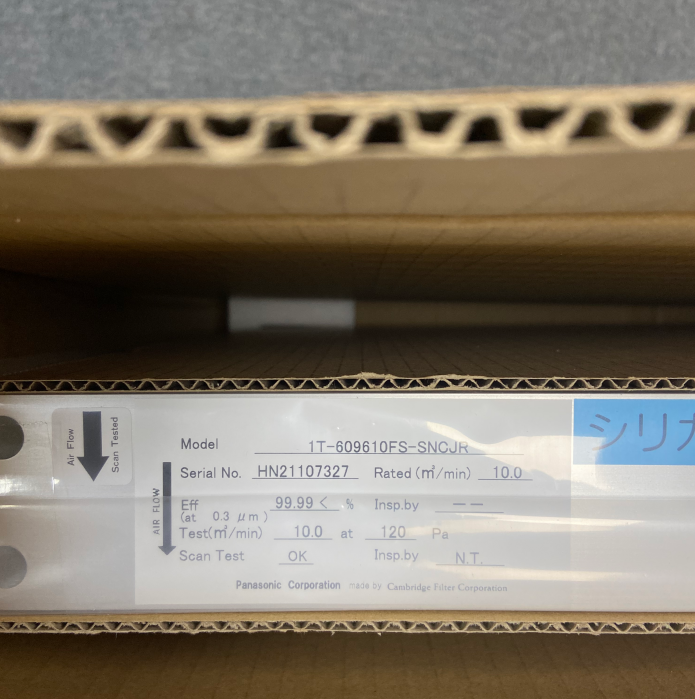 Air Flow
Scan Tested
AIR FLOW
Model 1T-609610FS-SNCJR
Serial No. HN21107327 Rated (m³/min) 10.0
Eff 99.99< % Insp.by --
(at 0.3 μm)
Test(m³/min) 10.0 at 120 Pa
Scan Test OK Insp.by N.T.
Panasonic Corporation made by Cambridge Filter Corporation
シリカ